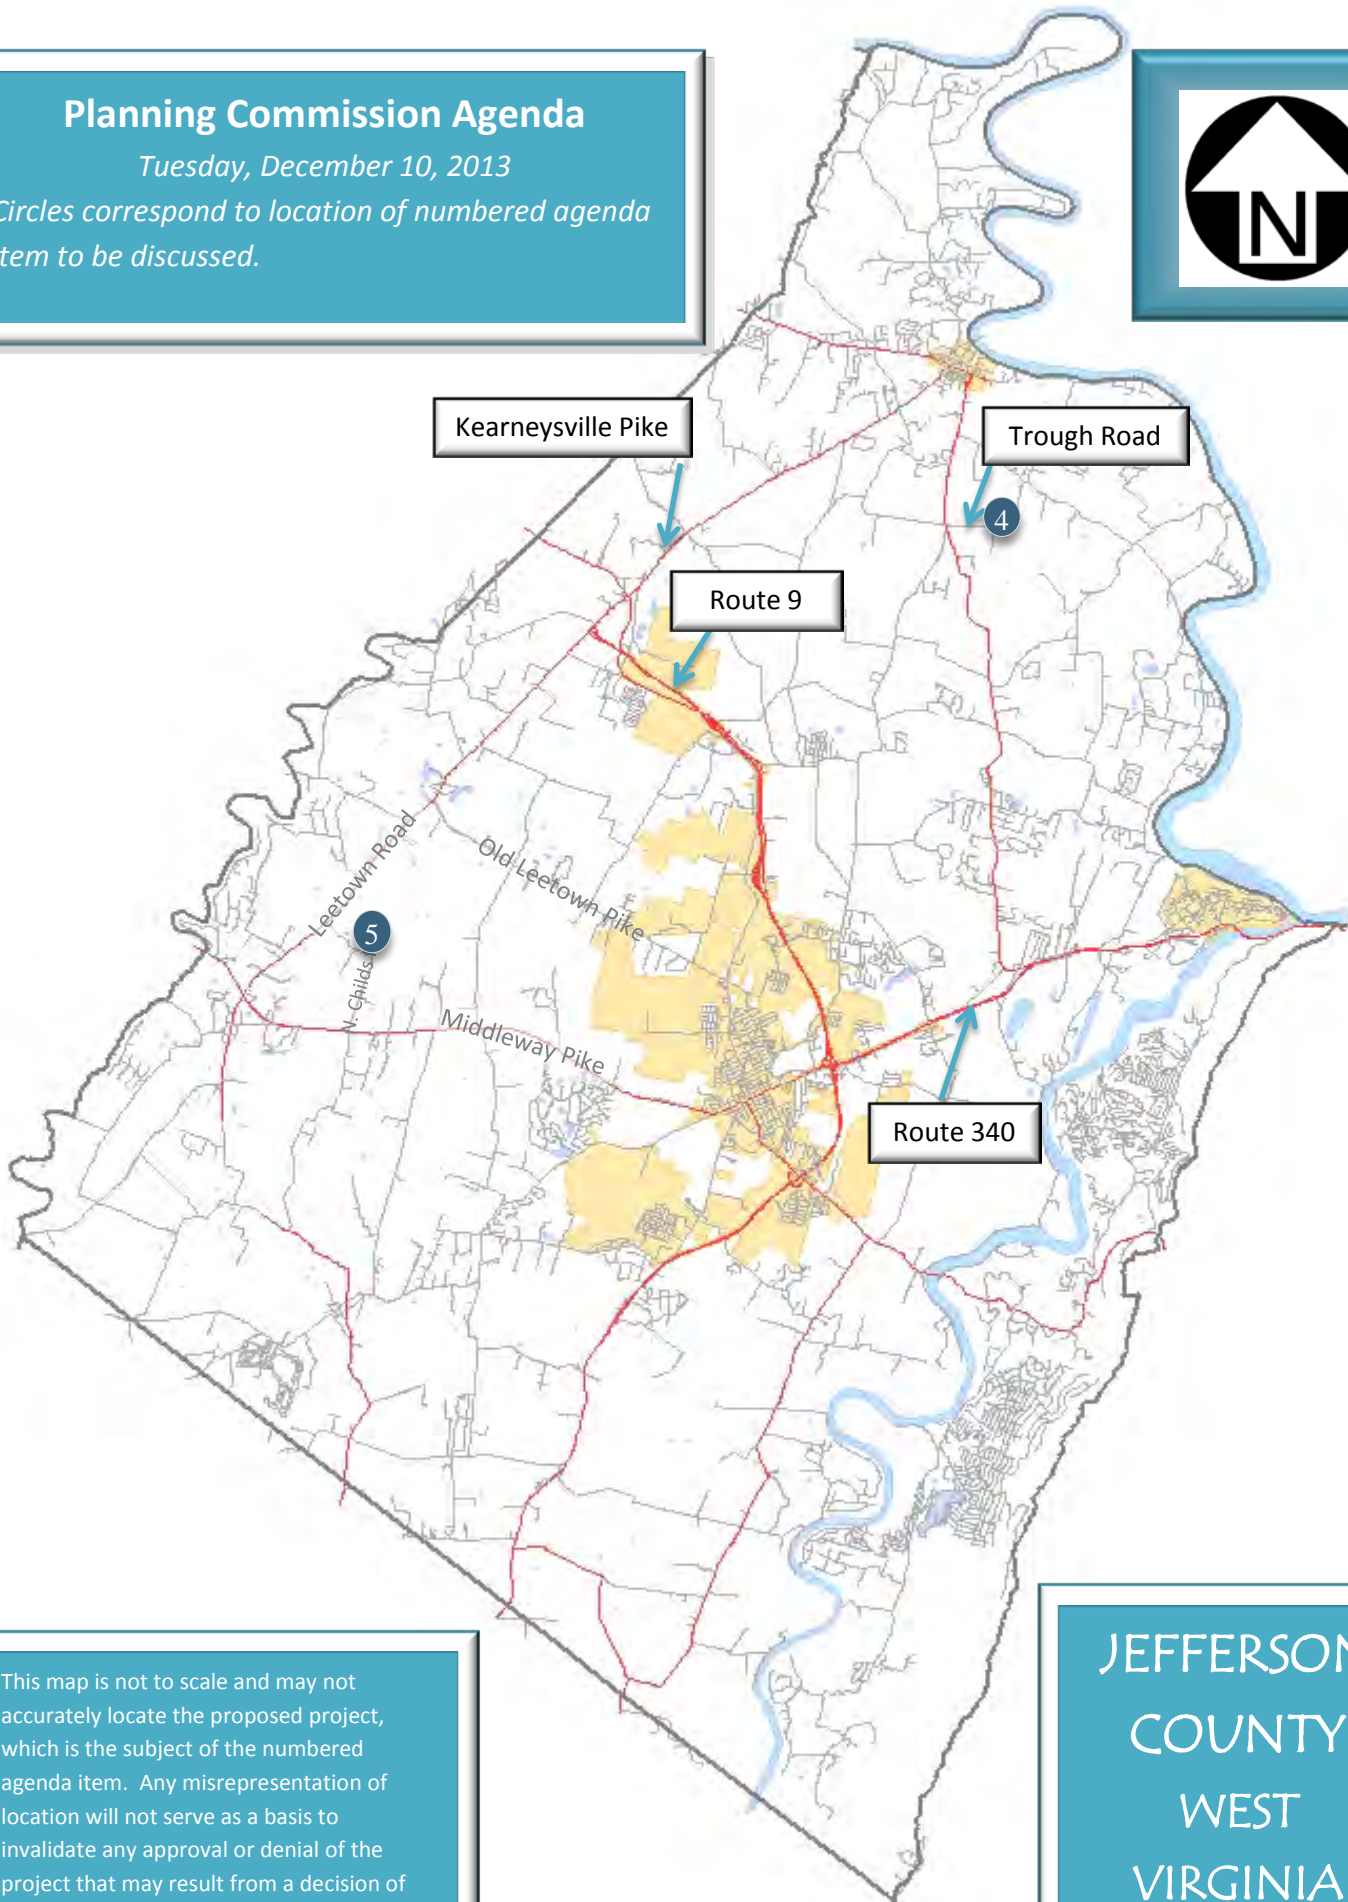 Planning Commission Agenda
Tuesday, December 10, 2013
Circles correspond to location of numbered agenda
item to be discussed.
N
Kearneysville Pike
Trough Road
4
Route 9
Leetown Road
Old Leetown Pike
5
N. Childs
Middleway Pike
Route 340
This map is not to scale and may not
accurately locate the proposed project,
which is the subject of the numbered
agenda item. Any misrepresentation of
location will not serve as a basis to
invalidate any approval or denial of the
project that may result from a decision of
JEFFERSON
COUNTY
WEST
VIRGINIA